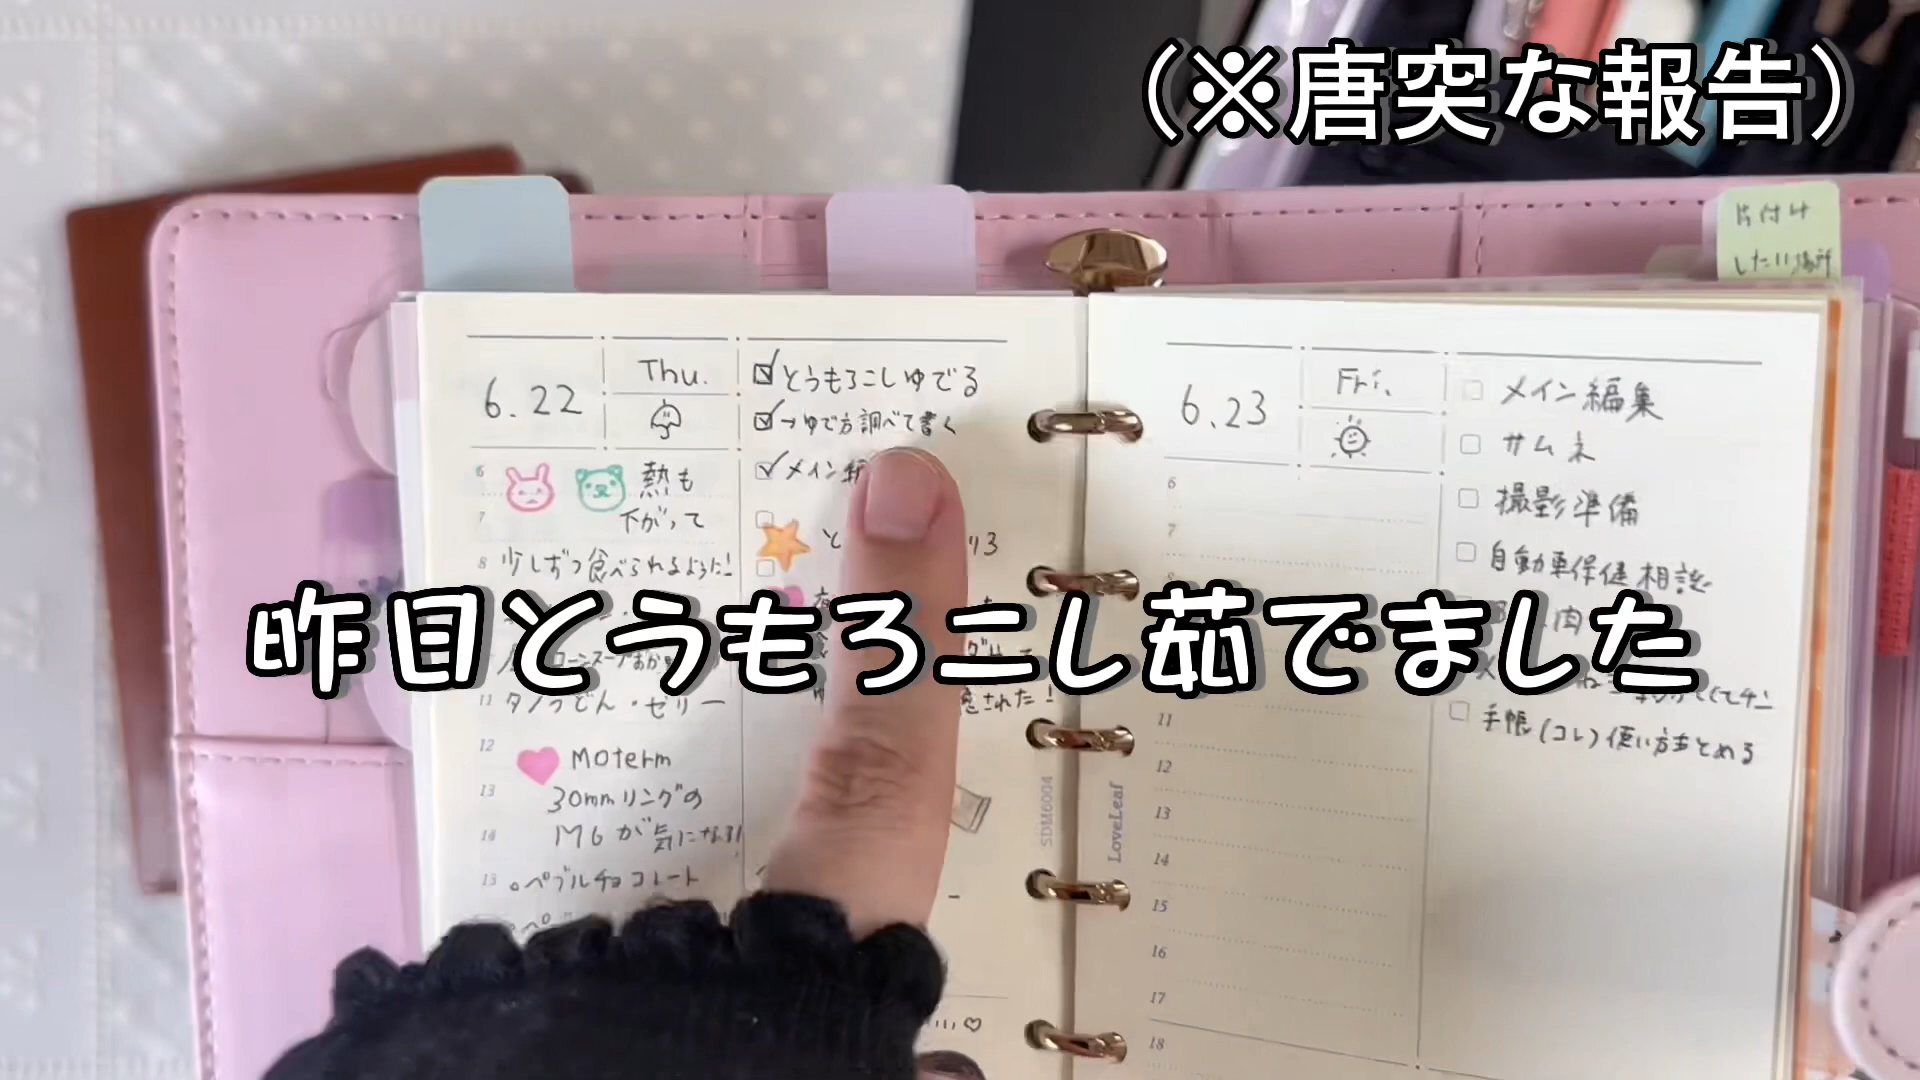 （※唐突な報告）
片付け
したい場所
6.22
Thu.
とうもろこしゆでる
→ゆで方調べて書く
メイン編
6
熱も
7
下がって
8
少しずつ食べられるように!
昨日とうもろこし茹でました
11
うどん・ゼリー
12
Moterm
13
30mmリングの
14
M6が気になる!
ペブルチョコレート
SDM6004
LoveLeaf
6.23
Fri.
メイン編集
サムネ
撮影準備
自動車保健相談
手帳(コレ)使い方まとめる
6
7
11
12
13
14
15
16
17
18